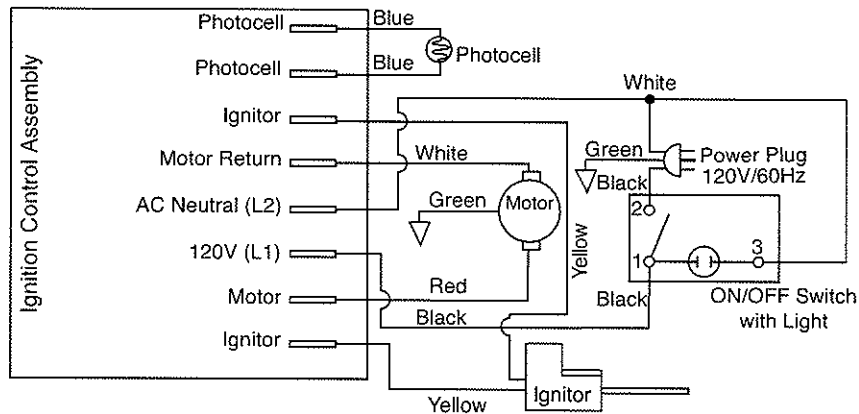 Ignition Control Assembly
Photocell
Blue
Photocell
Blue
Photocell
Ignitor
White
Motor Return
White
Green
Power Plug
120V/60Hz
AC Neutral (L2)
Green
Motor
Black
2
120V (L1)
Yellow
1
3
Motor
Red
Black
ON/OFF Switch
with Light
Black
Ignitor
Yellow
Ignitor